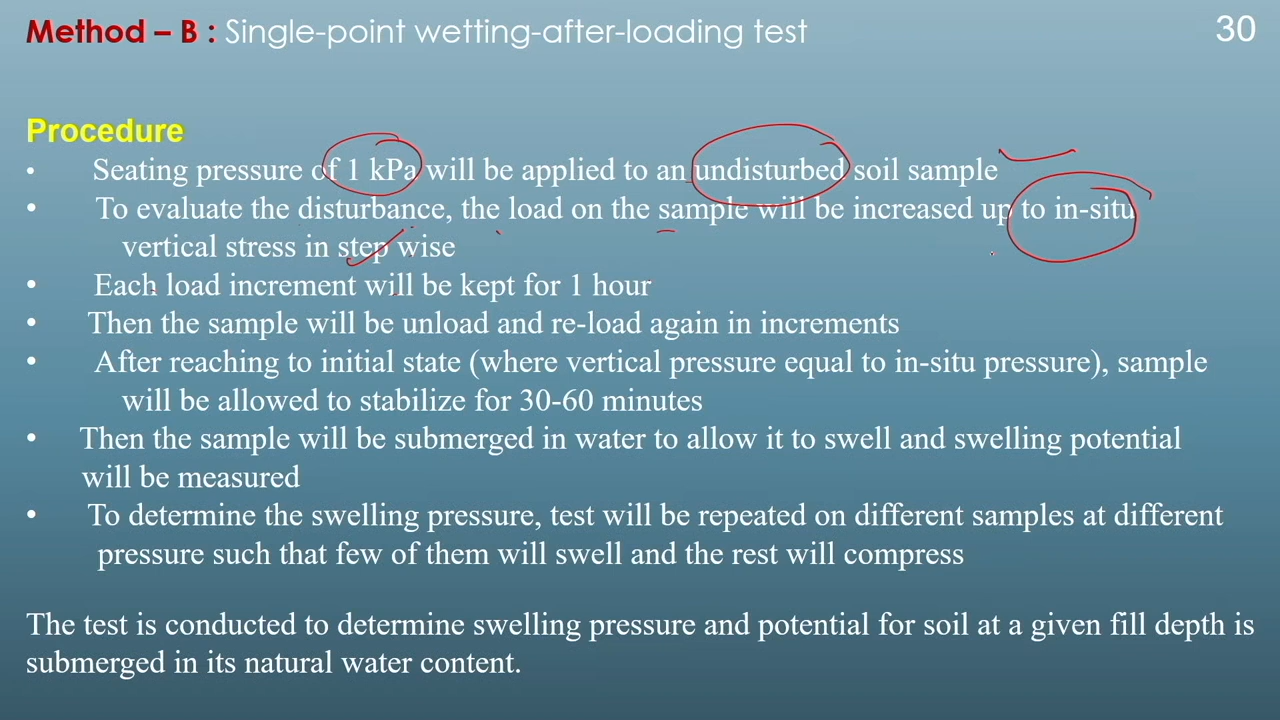 Method – B : Single-point wetting-after-loading test
30
Procedure
• Seating pressure of 1 kPa will be applied to an undisturbed soil sample
• To evaluate the disturbance, the load on the sample will be increased up to in-situ
vertical stress in step wise
• Each load increment will be kept for 1 hour
• Then the sample will be unload and re-load again in increments
• After reaching to initial state (where vertical pressure equal to in-situ pressure), sample
will be allowed to stabilize for 30-60 minutes
• Then the sample will be submerged in water to allow it to swell and swelling potential
will be measured
• To determine the swelling pressure, test will be repeated on different samples at different
pressure such that few of them will swell and the rest will compress
The test is conducted to determine swelling pressure and potential for soil at a given fill depth is
submerged in its natural water content.